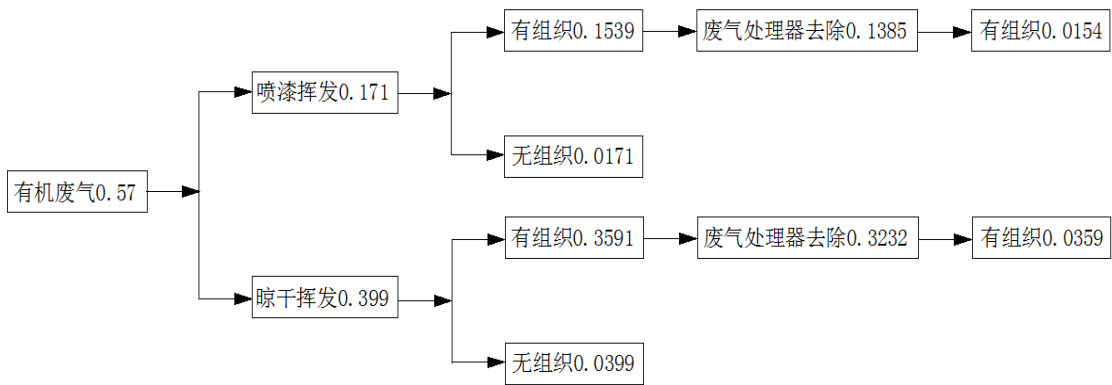 有组织0.1539
废气处理器去除0.1385
有组织0.0154
喷漆挥发0.171
无组织0.0171
有机废气0.57
有组织0.3591
废气处理器去除0.3232
有组织0.0359
晾干挥发0.399
无组织0.0399